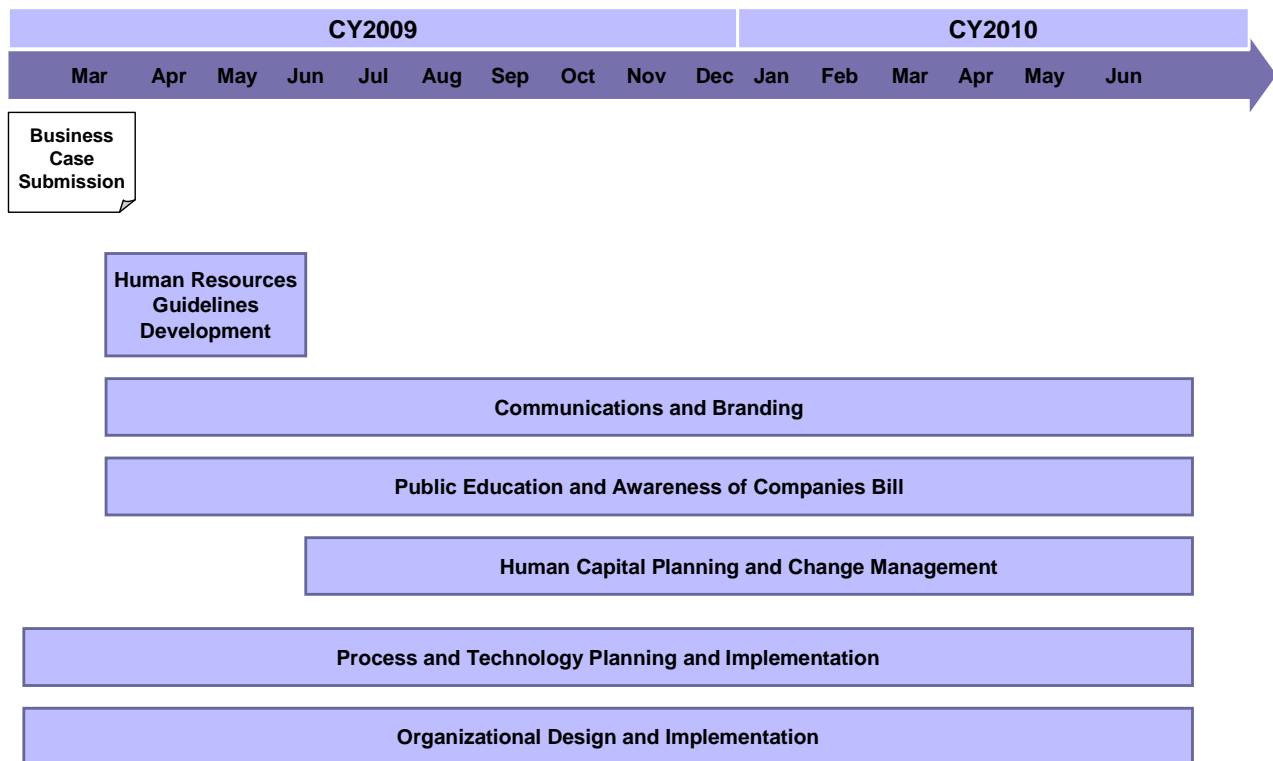 CY2009 CY2010
Mar Apr May Jun Jul Aug Sep Oct Nov Dec Jan Feb Mar Apr May Jun
Business
Case
Submission
Human Resources
Guidelines
Development
Communications and Branding
Public Education and Awareness of Companies Bill
Human Capital Planning and Change Management
Process and Technology Planning and Implementation
Organizational Design and Implementation